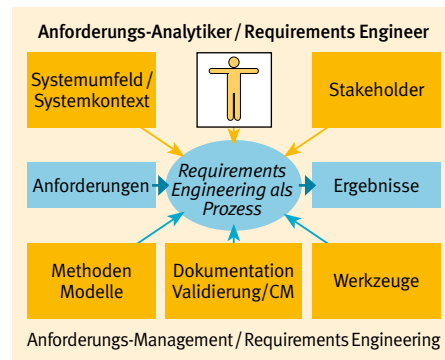 Anforderungs-Analytiker / Requirements Engineer
Systemumfeld /
Systemkontext
Stakeholder
Anforderungen
Requirements
Engineering als
Prozess
Ergebnisse
Methoden
Modelle
Dokumentation
Validierung/CM
Werkzeuge
Anforderungs-Management / Requirements Engineering